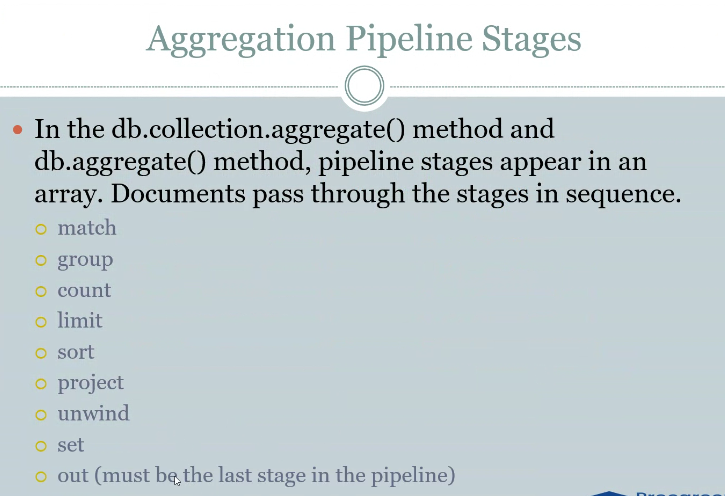 Aggregation Pipeline Stages
In the db.collection.aggregate() method and
db.aggregate() method, pipeline stages appear in an
array. Documents pass through the stages in sequence.
match
group
count
limit
sort
project
unwind
set
out (must be the last stage in the pipeline)